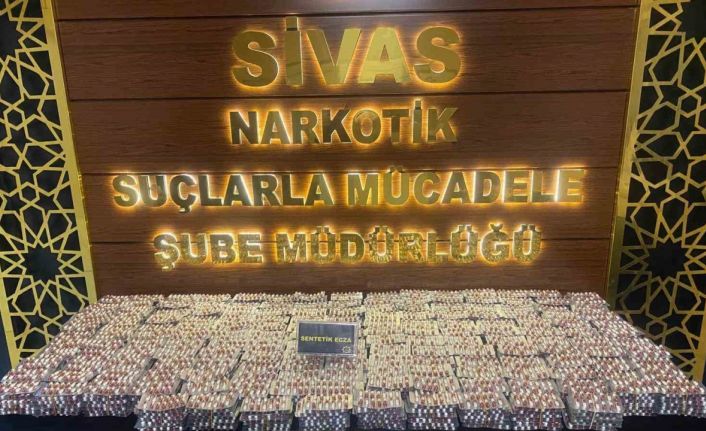 SİVAS
NARKOTİK
SUÇLARLA MÜCADELE
ŞUBE MÜDÜRLÜĞÜ
SENTETİK ECZA